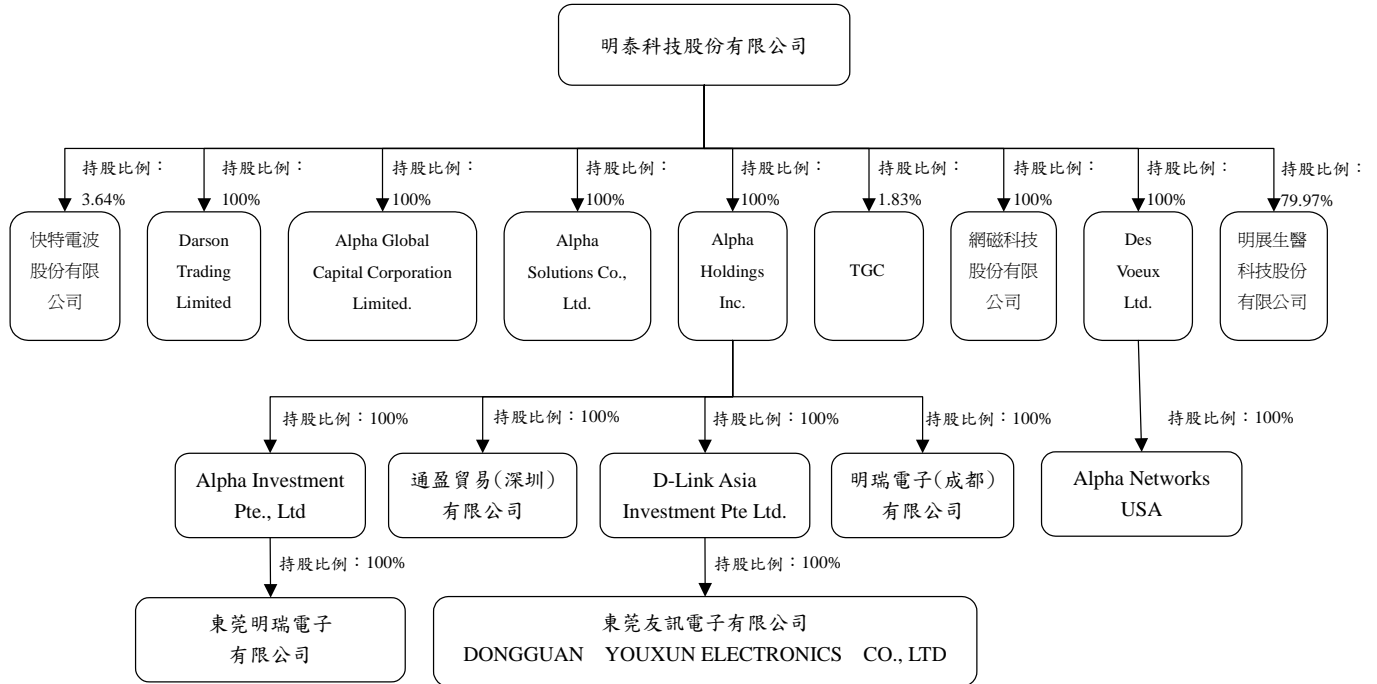 明泰科技股份有限公司
持股比例：
持股比例：
持股比例：
持股比例：
持股比例：
持股比例：
持股比例：
持股比例：
持股比例：
3.64%
100%
100%
100%
100%
1.83%
100%
100%
79.97%
快特電波
股份有限
公司
Darson
Trading
Limited
Alpha Global
Capital Corporation
Limited.
Alpha
Solutions Co.,
Ltd.
Alpha
Holdings
Inc.
TGC
網磁科技
股份有限
公司
Des
Voeux
Ltd.
明展生醫
科技股份
有限公司
持股比例：100%
持股比例：100%
持股比例：100%
持股比例：100%
持股比例：100%
Alpha Investment
Pte., Ltd
通盈貿易(深圳)
有限公司
D-Link Asia
Investment Pte Ltd.
明瑞電子(成都)
有限公司
Alpha Networks
USA
持股比例：100%
持股比例：100%
東莞明瑞電子
有限公司
東莞友訊電子有限公司
DONGGUAN YOUXUN ELECTRONICS CO., LTD